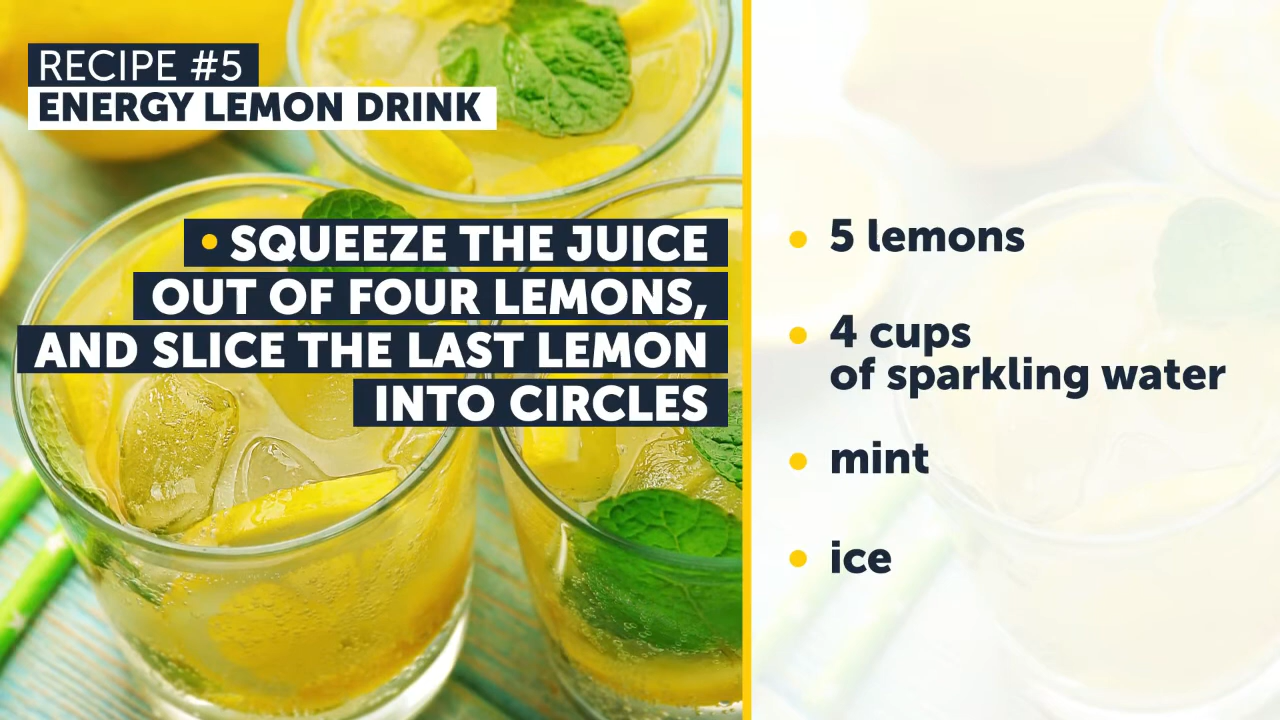 RECIPE #5
ENERGY LEMON DRINK
• SQUEEZE THE JUICE
OUT OF FOUR LEMONS,
AND SLICE THE LAST LEMON
INTO CIRCLES
• 5 lemons
• 4 cups
of sparkling water
• mint
• ice